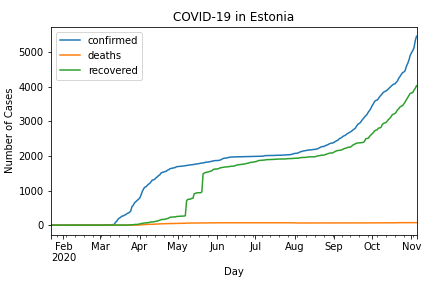 COVID-19 in Estonia
confirmed
deaths
recovered
Number of Cases
5000
4000
3000
2000
1000
0
Feb Mar Apr May Jun Jul Aug Sep Oct Nov
2020
Day